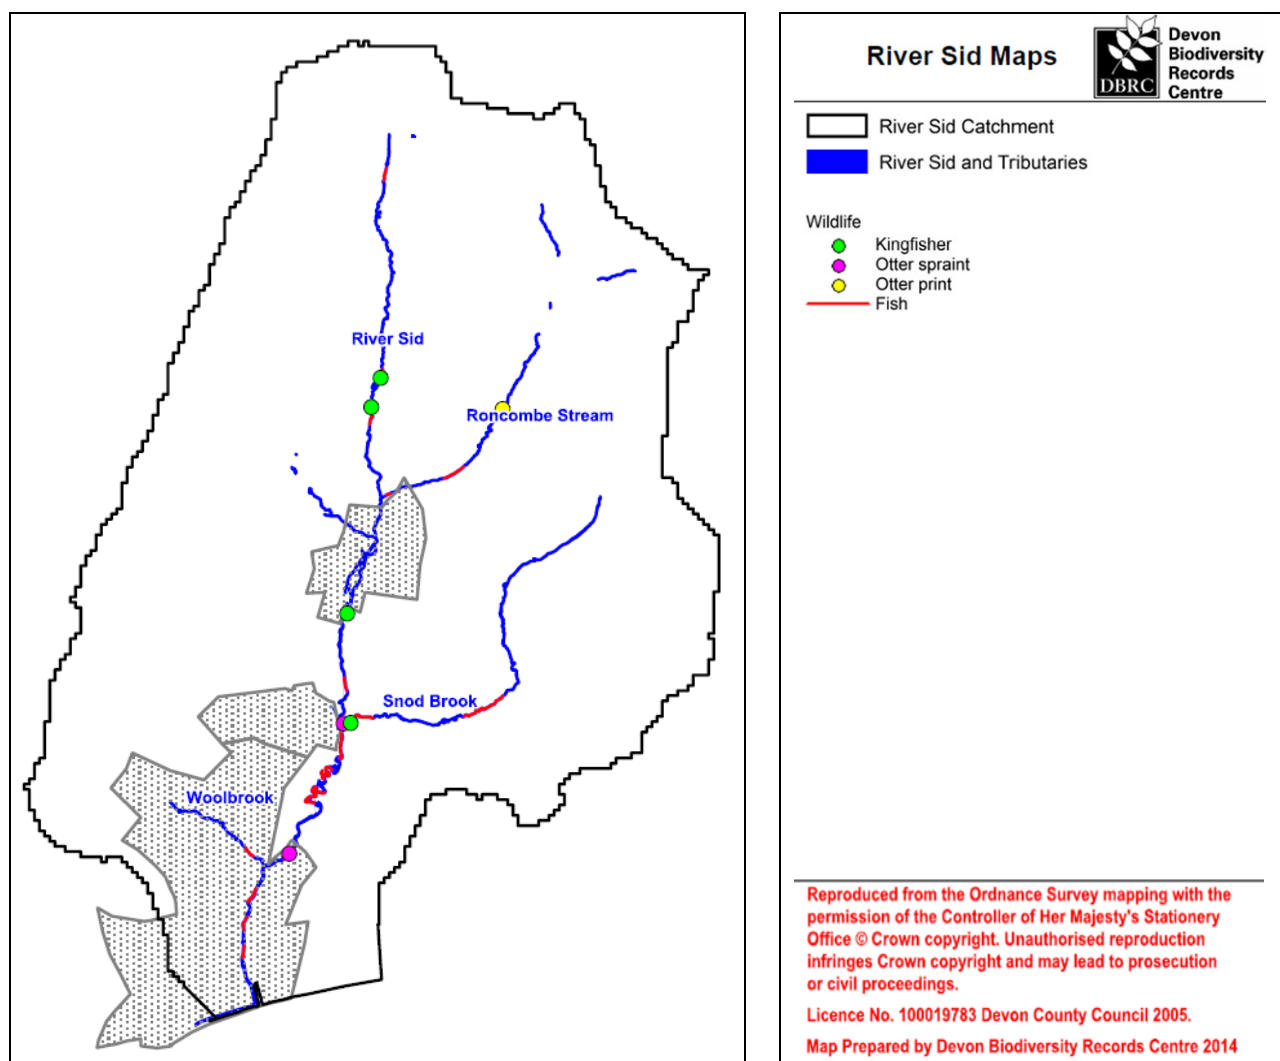 River Sid
Roncombe Stream
Snod Brook
Woolbrook
River Sid Maps
DBRC
Devon
Biodiversity
Records
Centre
River Sid Catchment
River Sid and Tributaries
Wildlife
Kingfisher
Otter spraint
Otter print
Fish
Reproduced from the Ordnance Survey mapping with the
permission of the Controller of Her Majesty's Stationery
Office © Crown copyright. Unauthorised reproduction
infringes Crown copyright and may lead to prosecution
or civil proceedings.
Licence No. 100019783 Devon County Council 2005.
Map Prepared by Devon Biodiversity Records Centre 2014